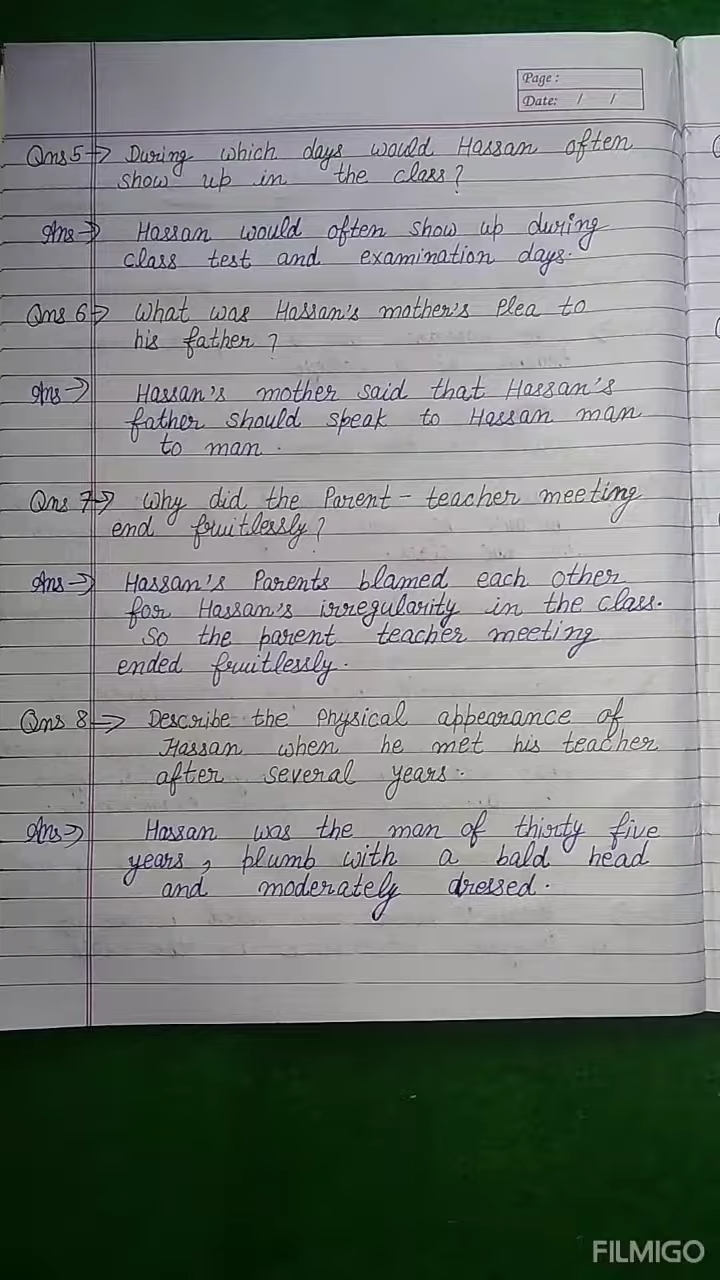 Page :
Date: / /
Qns 5 → During which days would Hassan often
show up in the class?
Ans → Hassan would often show up during
class test and examination days.
Qns 6 → What was Hassan's mother's plea to
his father ?
Ans → Hassan's mother said that Hassan's
father should speak to Hassan man
to man .
Qns 7 → Why did the Parent - teacher meeting
end fruitlessly ?
Ans → Hassan's Parents blamed each other
for Hassan's irregularity in the class.
So the parent teacher meeting
ended fruitlessly.
Qns 8 → Describe the Physical appearance of
Hassan when he met his teacher
after several years.
Ans → Hassan was the man of thirty five
years, plumb with a bald head
and moderately dressed.
FILMIGO